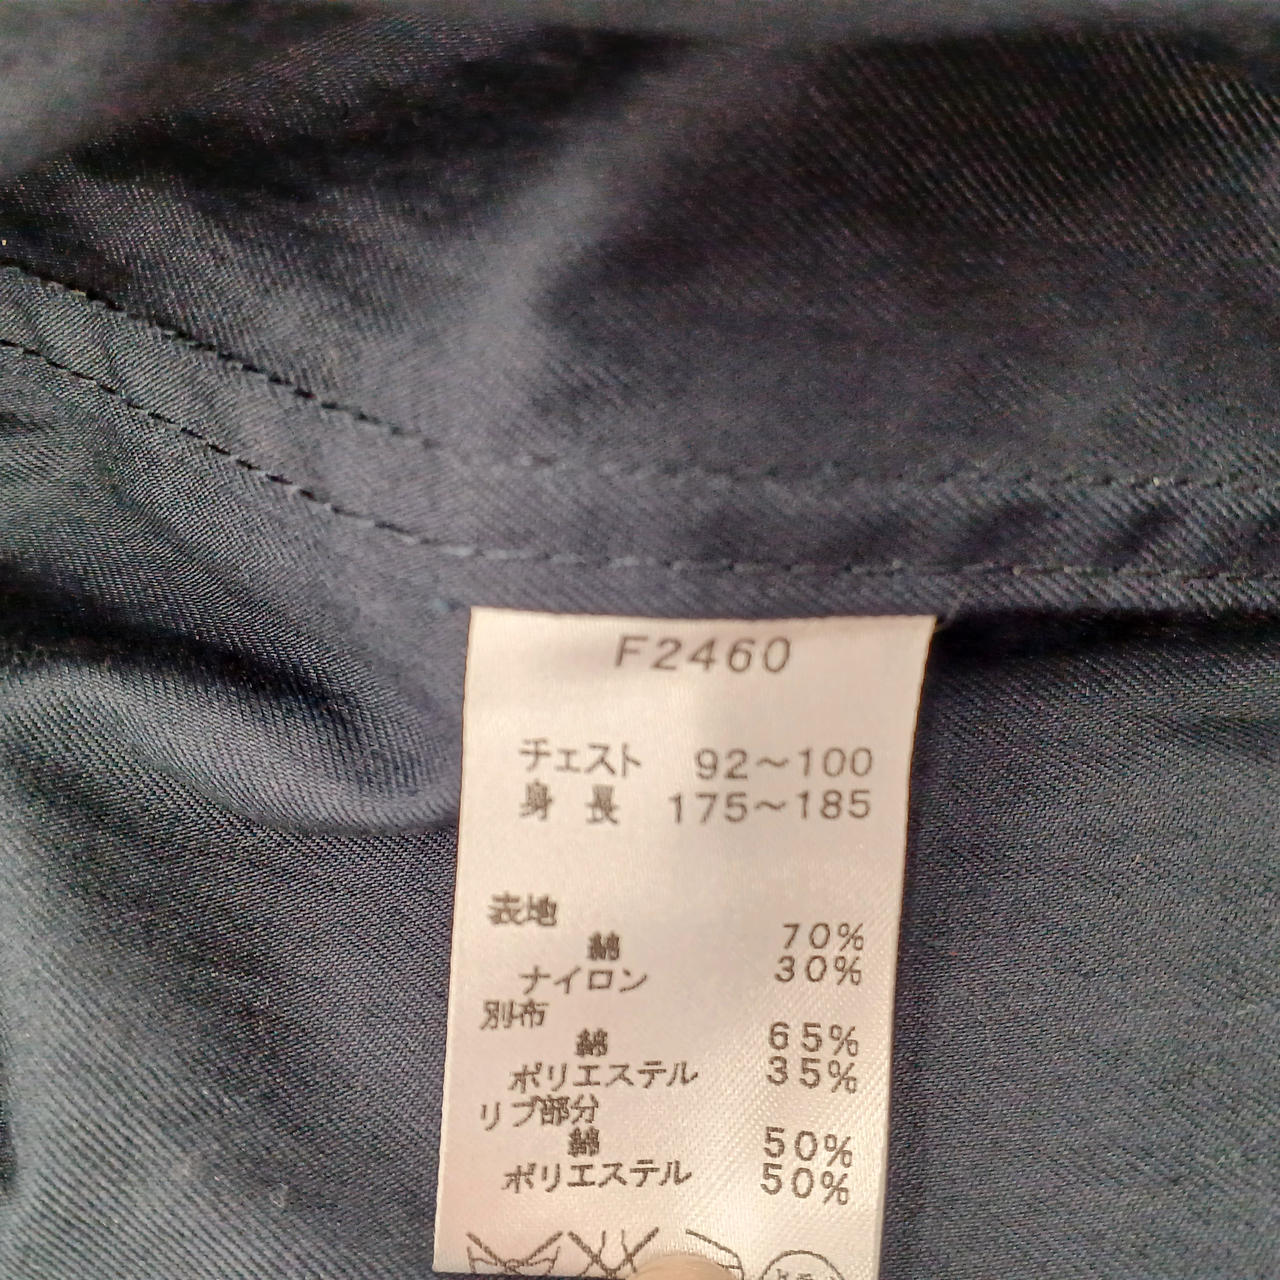 F2460
チェスト 92～100
身長 175～185
表地
綿 70%
ナイロン 30%
別布
綿 65%
ポリエステル 35%
リブ部分
綿 50%
ポリエステル 50%